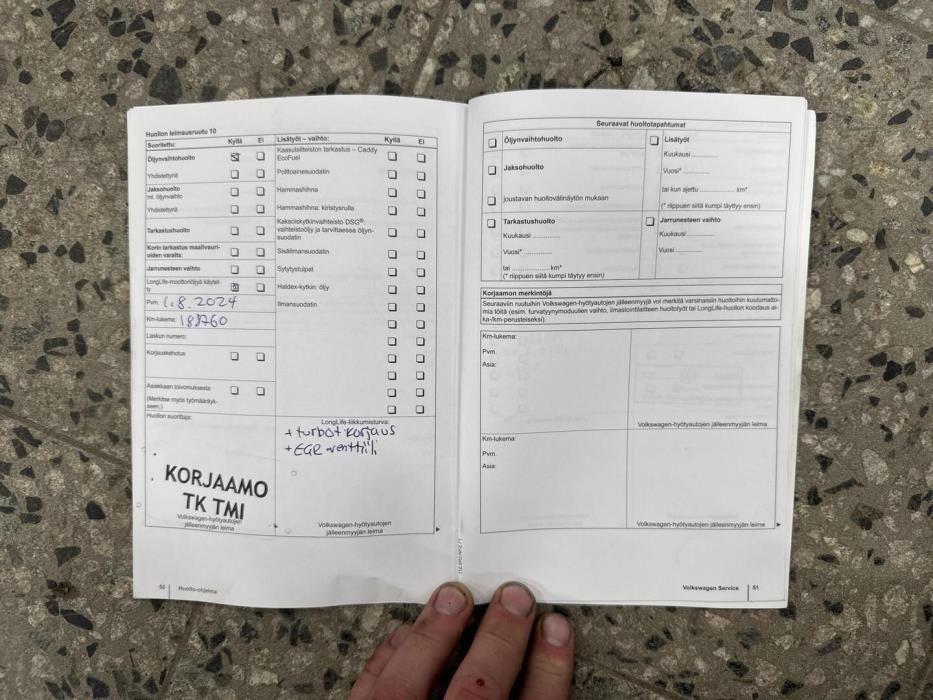 Huollon leimausruutu 10
Suoritettu: Kyllä Ei
Öljynvaihtohuolto
Yhdistettynä
Jaksohuolto
ml. öljynvaihto
Yhdistettynä
Tarkastushuolto
Korin tarkastus maalivauri-
oiden varalta:
Jarrunesteen vaihto
LongLife-moottoriöljyä käytet-
ty
Pvm. 1.8.2024
Km-lukema:
Laskun numero:
Korjauskehotus
Asiakkaan toivomuksesta
(Merkitse myös työmääräyk-
seen:)
Huollon suorittaja:
KORJAAMO
TK TMI
Volkswagen-hyötyautojen
jälleenmyyjän leima
Lisätyöt – vaihto: Kyllä Ei
Kaasulaitteiston tarkastus – Caddy
EcoFuel
Polttoainesuodatin
Hammashihna
Hammashihna: kiristysrulla
Kaksoiskytkinvaihteisto DSG®:
vaihteistoöljy ja tarvittaessa öljyn-
suodatin
Sisäilmansuodatin
Sytytystulpat
Haldex-kytkin: öljy
Ilmansuodatin
LongLife-liikkumisturva:
+ turbot korjaus
+ EGR venttiili
Volkswagen-hyötyautojen
jälleenmyyjän leima
50 Huolto-ohjelma
Seuraavat huoltotapahtumat
Öljynvaihtohuolto
Jaksohuolto
joustavan huoltovälinäytön mukaan
Lisätyöt
Kuukausi ...........
Vuosi* ...........
tai kun ajettu .............. km*
(* riippuen siitä kumpi täyttyy ensin)
Tarkastushuolto
Kuukausi ...........
Vuosi* ...........
tai .................. km*
(* riippuen siitä kumpi täyttyy ensin)
Jarrunesteen vaihto
Kuukausi ...........
Vuosi ...........
Korjaamon merkintöjä
Seuraaviin ruutuihin Volkswagen-hyötyautojen jälleenmyyjä voi merkitä varsinaisiin huoltoihin kuulumatto-
mia töitä (esim. turvatyynymoduulien vaihto, ilmastointilaitteen huoltotyöt tai LongLife-huollon koodaus ai-
ka-/km-perusteiseksi).
Km-lukema:
Pvm.
Asia:
Volkswagen-hyötyautojen jälleenmyyjän leima
Km-lukema:
Pvm.
Asia:
Volkswagen-hyötyautojen jälleenmyyjän leima
Volkswagen Service 51